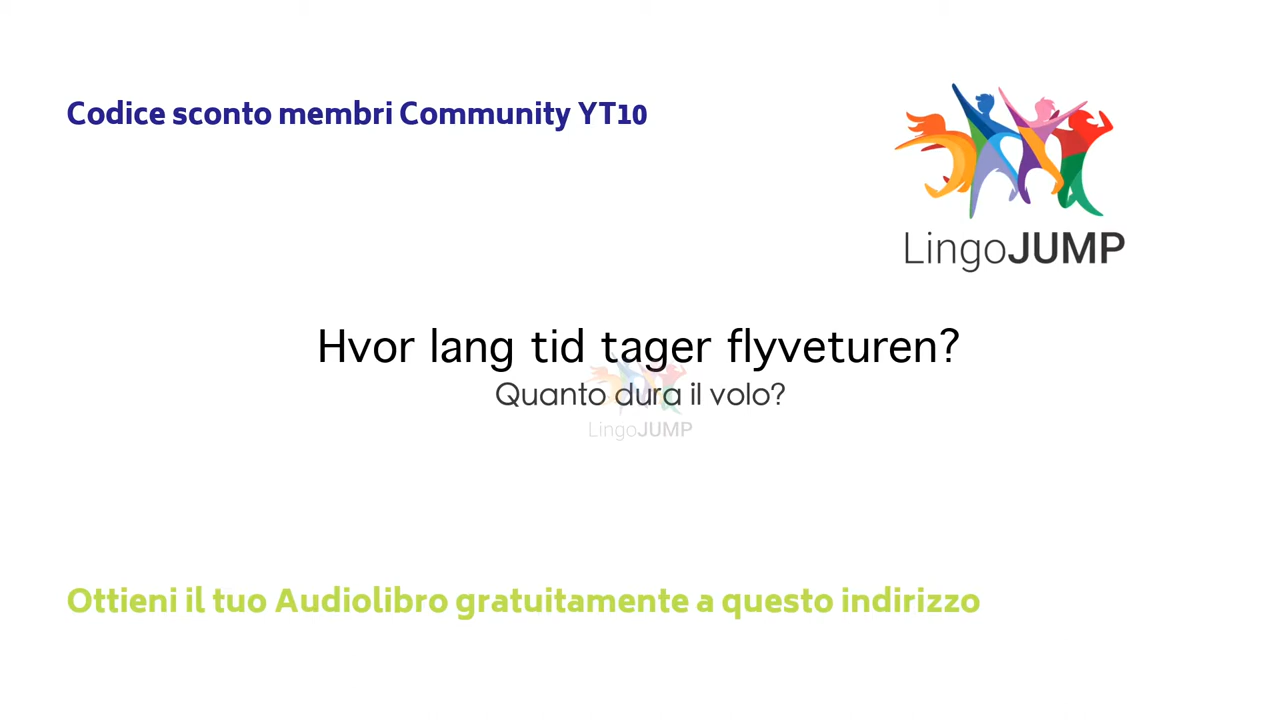 Codice sconto membri Community YT10
LingoJUMP
Hvor lang tid tager flyveturen?
Quanto dura il volo?
LingoJUMP
Ottieni il tuo Audiolibro gratuitamente a questo indirizzo